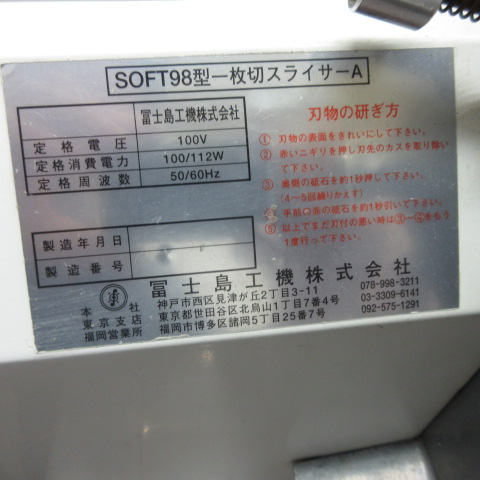 SOFT98型一枚切スライサーA
冨士島工機株式会社
定格電圧 100V
定格消費電力 100/112W
定格周波数 50/60Hz
製造年月日
製造番号
刃物の研ぎ方
① 刃物の表面をきれいにして下さい。
② 赤いニギリを押し刃先のカスを取り除い
て下さい。
③ 奥側の砥石を約1秒押して下さい。
(4〜5回繰りかえす)
④ 手前の面の砥石を約1秒引いて下さい。
⑤ 以上でまだ刃付の悪い時は③〜④をもう
1度行って下さい。
冨士島工機株式会社
本社 神戸市西区見津が丘2丁目3-11 078-998-3211
東京支店 東京都世田谷区北烏山1丁目7番4号 03-3309-6141
福岡営業所 福岡市博多区諸岡5丁目25番7号 092-575-1291